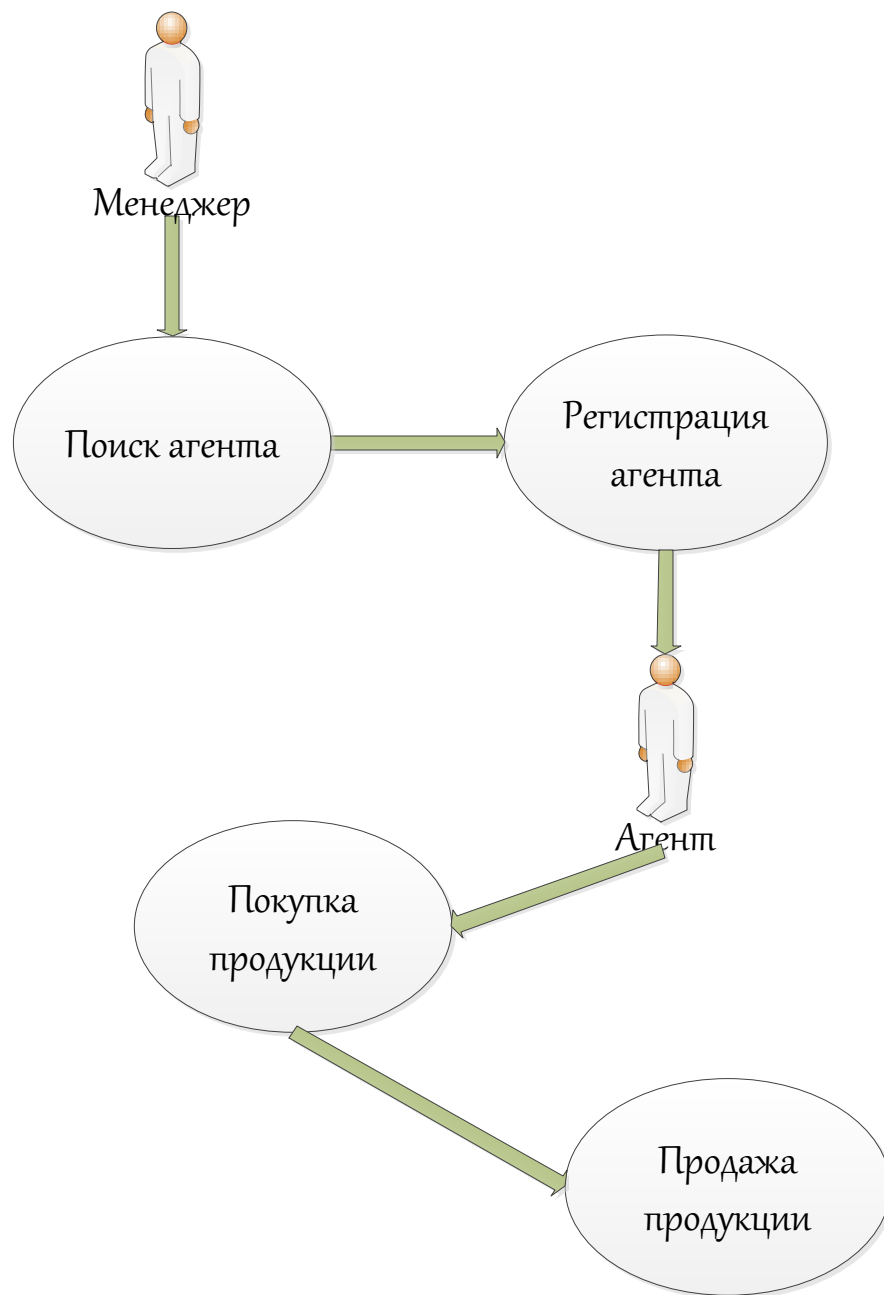 Менеджер
Поиск агента
Регистрация
агента
Агент
Покупка
продукции
Продажа
продукции